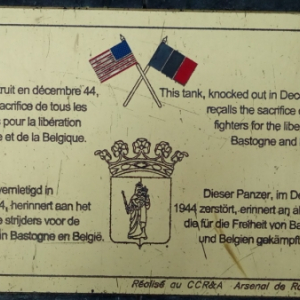 ruit en décembre 44,
acrifice de tous les
s pour la libération
e et de la Belgique.
This tank, knocked out in Dec
recalls the sacrifice
fighters for the libe
Bastogne and
vernietigd in
4, herinnert aan het
e strijders voor de
in Bastogne en België.
Dieser Panzer, im De
1944 zerstört, erinnert an al
die für die Freiheit von Ba
und Belgien gekämpft
Réalisé au CCR&A Arsenal de Ro